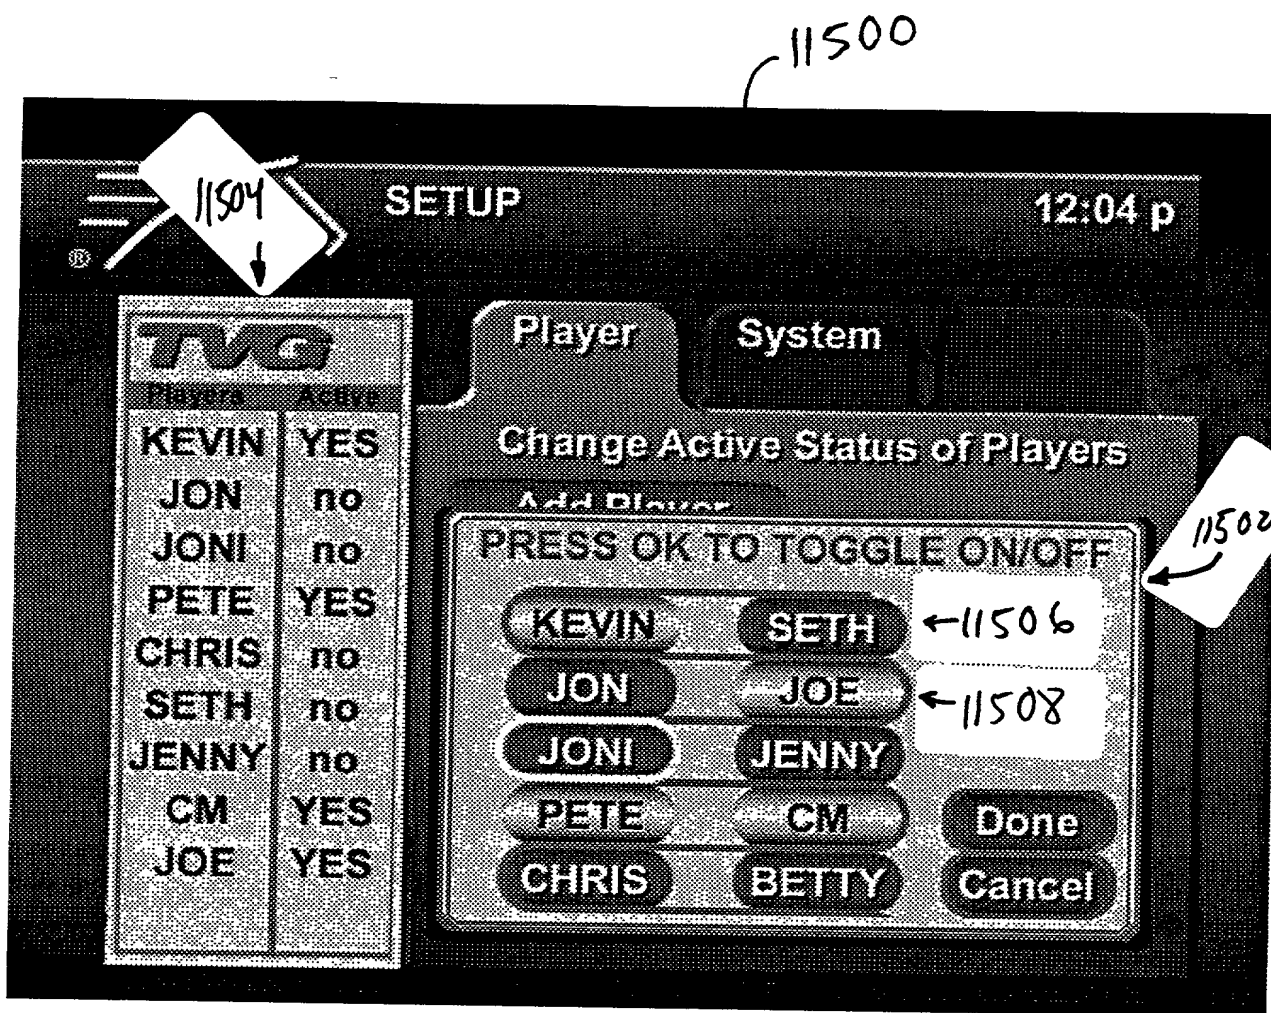 11500
11504
SETUP 12:04 p
®
TVG
Players Active
KEVIN YES
JON no
JONI no
PETE YES
CHRIS no
SETH no
JENNY no
CM YES
JOE YES
Player System
Change Active Status of Players
Add Player
11502
PRESS OK TO TOGGLE ON/OFF
KEVIN SETH ←11506
JON JOE ←11508
JONI JENNY
PETE CM Done
CHRIS BETTY Cancel